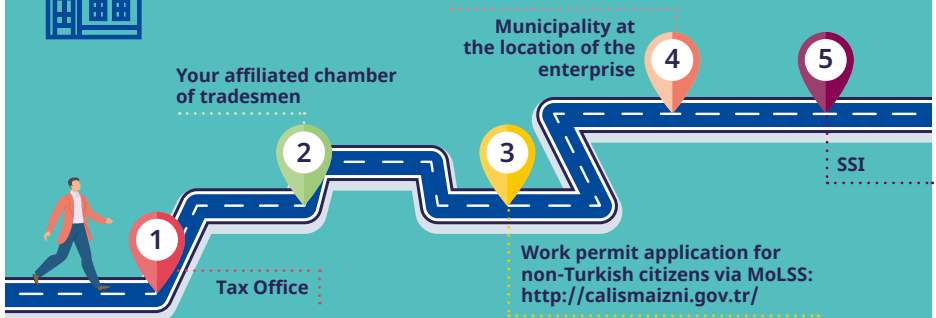 1
Tax Office
2
Your affiliated chamber
of tradesmen
3
Work permit application for
non-Turkish citizens via MoLSS:
http://calismaizni.gov.tr/
4
Municipality at
the location of the
enterprise
5
SSI